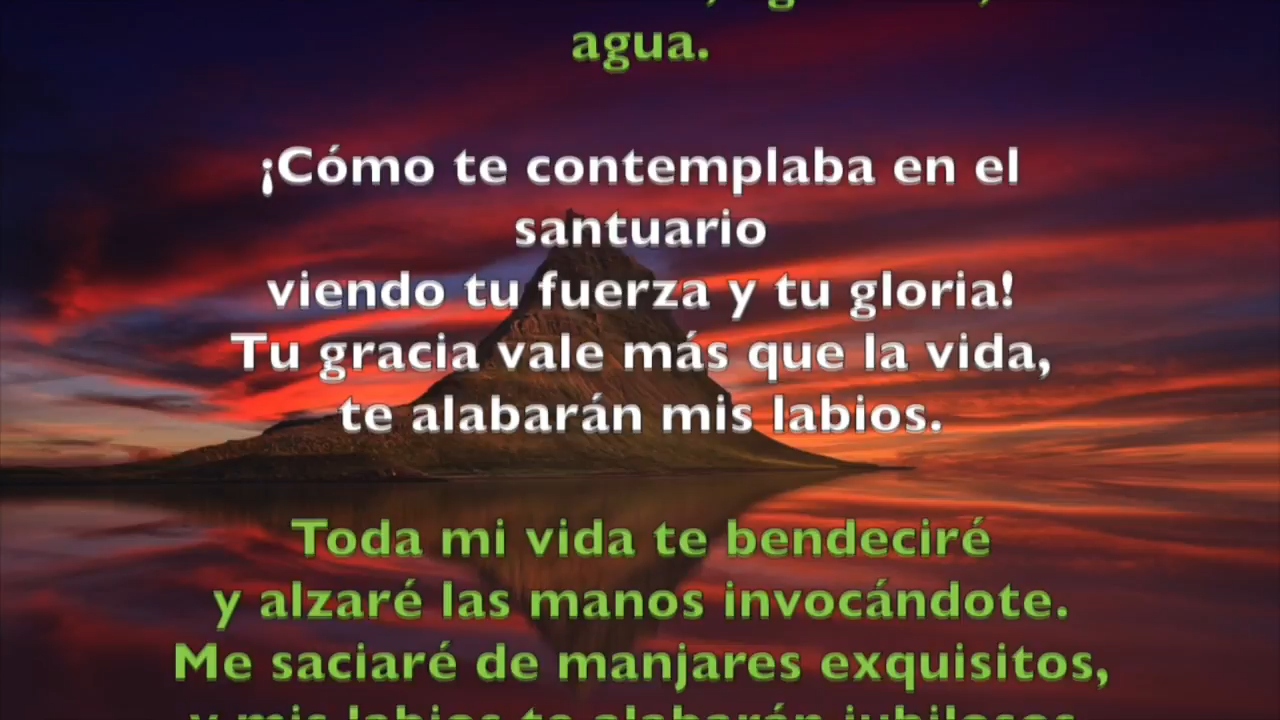 agua.
¡Cómo te contemplaba en el
santuario
viendo tu fuerza y tu gloria!
Tu gracia vale más que la vida,
te alabarán mis labios.
Toda mi vida te bendeciré
y alzaré las manos invocándote.
Me saciaré de manjares exquisitos,
y mis labios te alabarán jubilosos